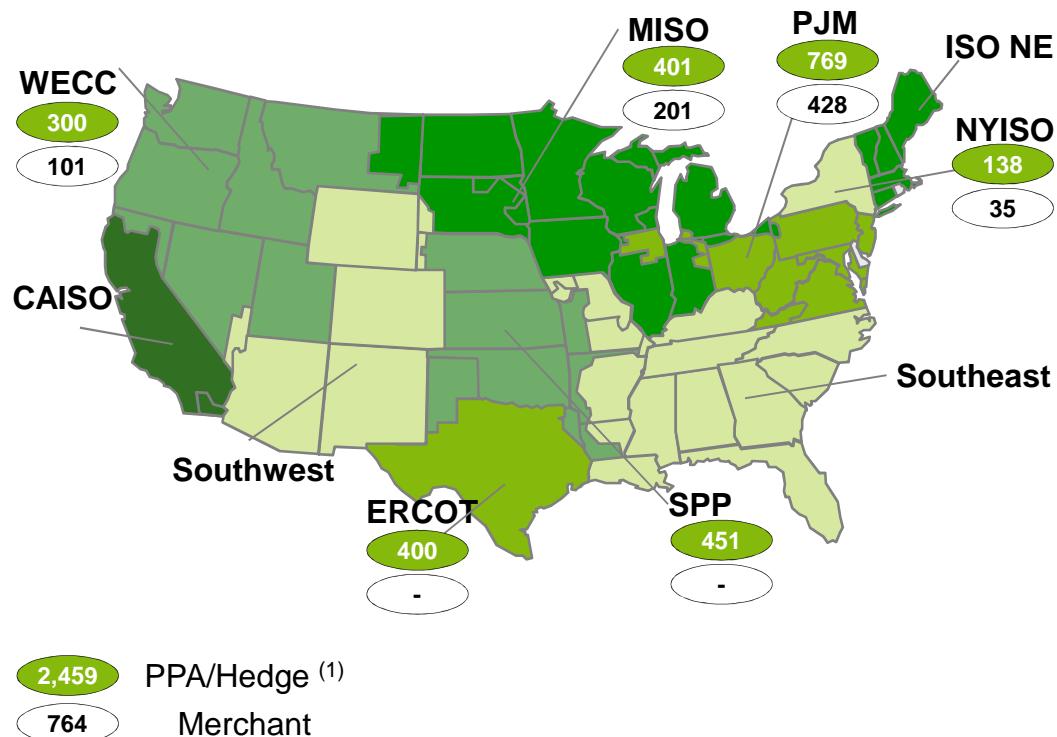 MISO
401
201
PJM
769
428
ISO NE
WECC
300
101
NYISO
138
35
CAISO
Southeast
Southwest
ERCOT
400
-
SPP
451
-
2,459 PPA/Hedge (1)
764 Merchant